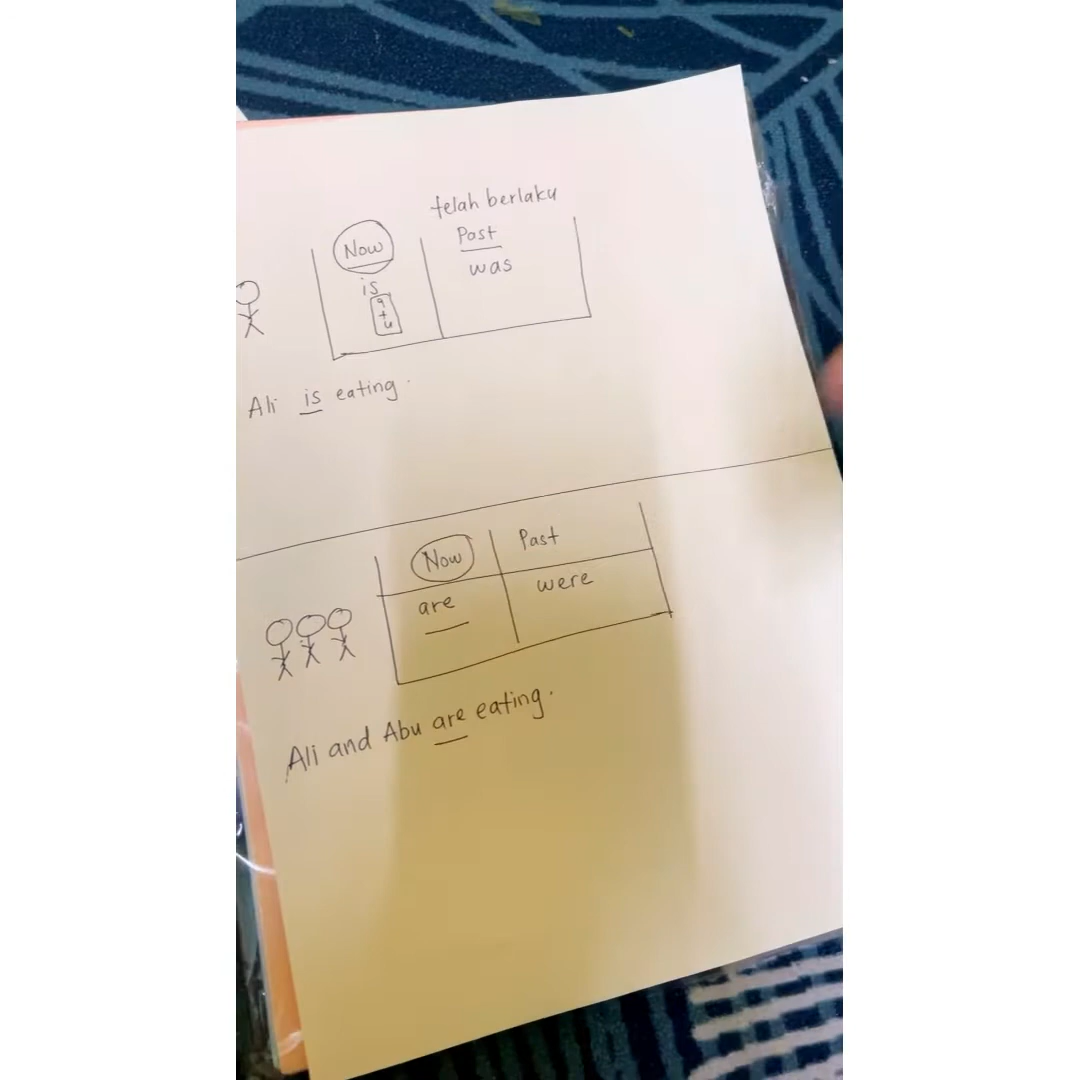 telah berlaku
Now Past
is was
a
t
u
Ali is eating.
Now Past
are were
Ali and Abu are eating.